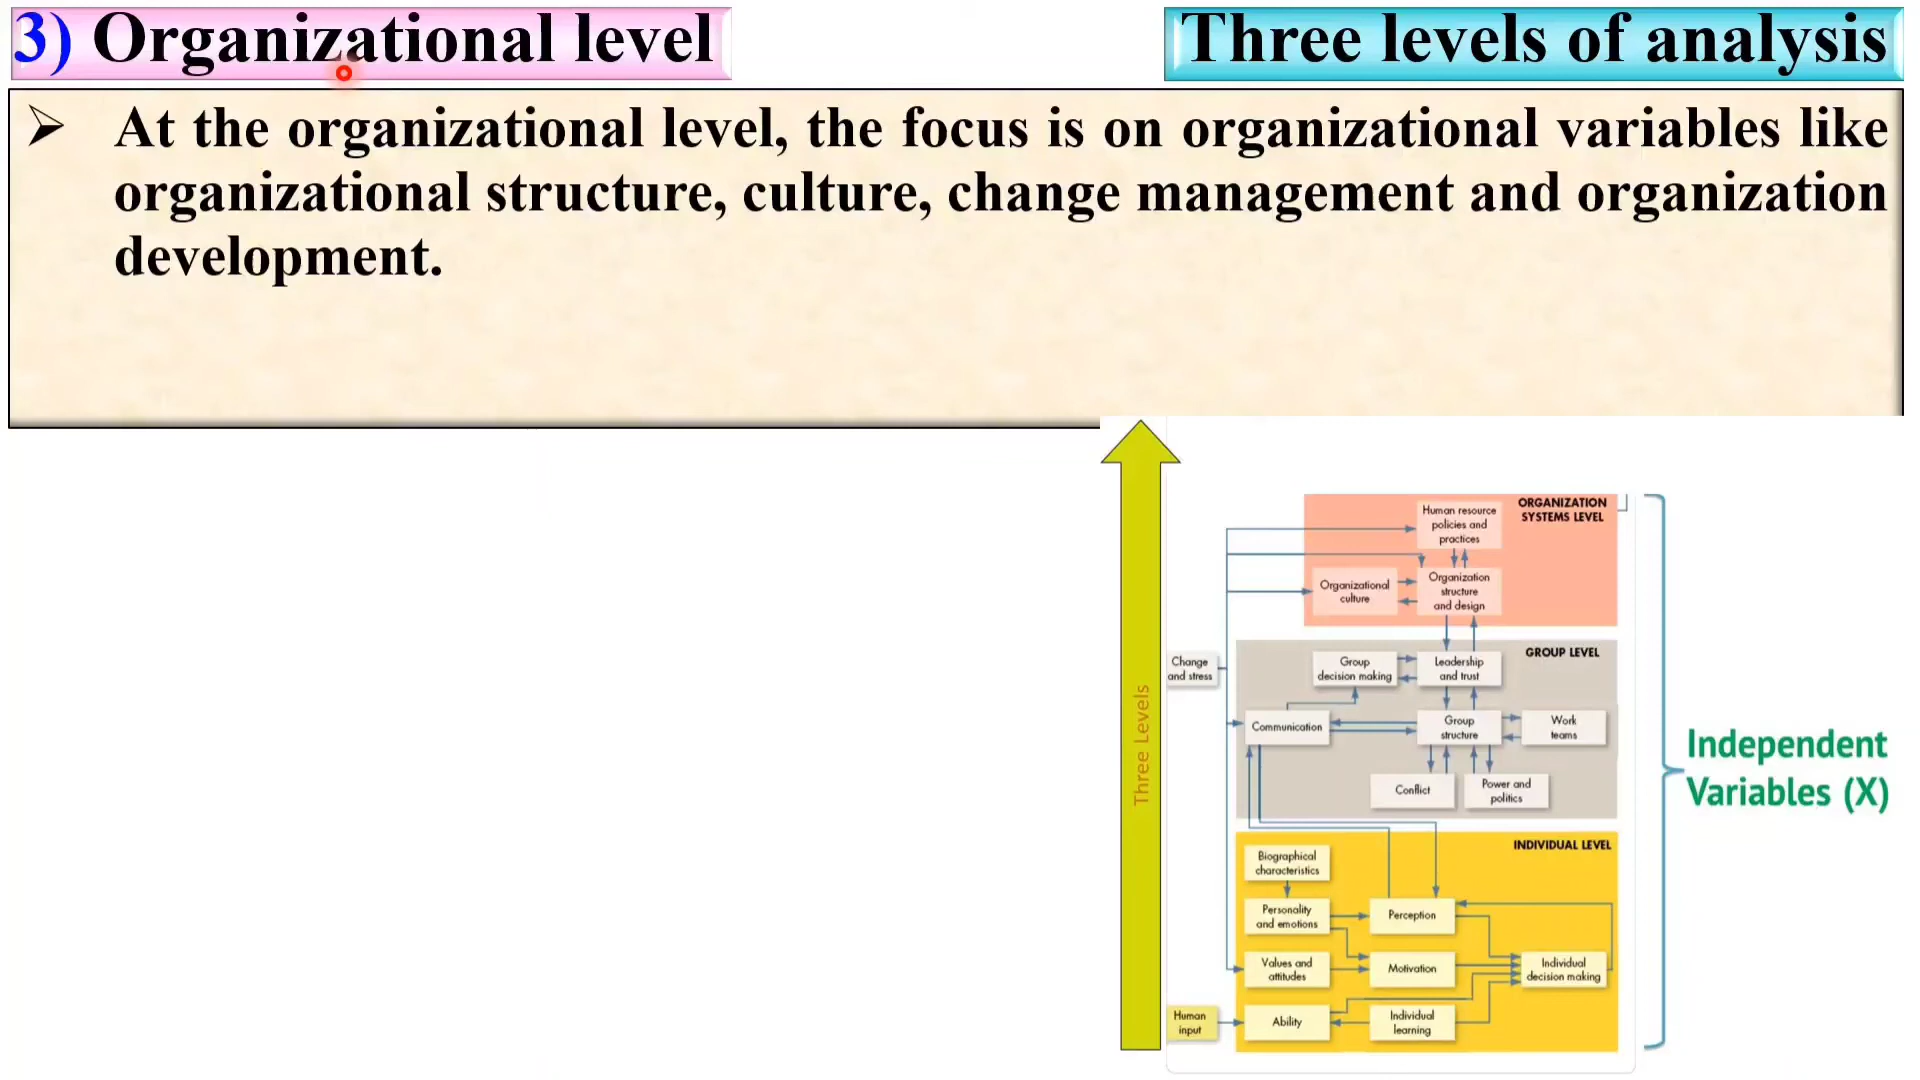 3) Organizational level
Three levels of analysis
➢ At the organizational level, the focus is on organizational variables like
organizational structure, culture, change management and organization
development.
Three Levels
ORGANIZATION
SYSTEMS LEVEL
Human resource
policies and
practices
Organizational
culture
Organization
structure
and design
Change
and stress
GROUP LEVEL
Group
decision making
Leadership
and trust
Communication
Group
structure
Work
teams
Conflict
Power and
politics
INDIVIDUAL LEVEL
Biographical
characteristics
Personality
and emotions
Perception
Values and
attitudes
Motivation
Individual
decision making
Human
input
Ability
Individual
learning
Independent
Variables (X)